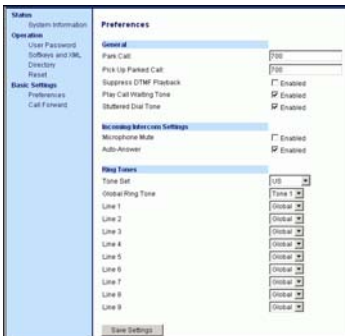 Status
System Information
Operation
User Password
Softkeys and XML
Directory
Reset
Basic Settings
Preferences
Call Forward
Preferences
General
Park Call: 700
Pick Up Parked Call: 700
Suppress DTMF Playback Enabled
Play Call Waiting Tone Enabled
Stuttered Dial Tone Enabled
Incoming Intercom Settings
Microphone Mute Enabled
Auto-Answer Enabled
Ring Tones
Tone Set US
Global Ring Tone Tone 1
Line 1 Global
Line 2 Global
Line 3 Global
Line 4 Global
Line 5 Global
Line 6 Global
Line 7 Global
Line 8 Global
Line 9 Global
Save Settings